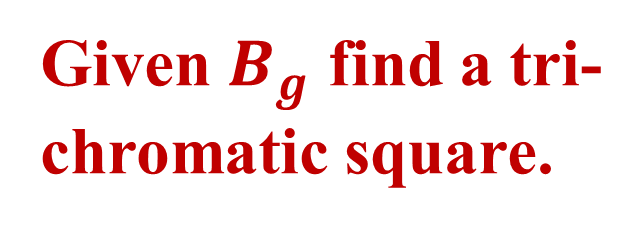 Given B_g find a tri-
chromatic square.